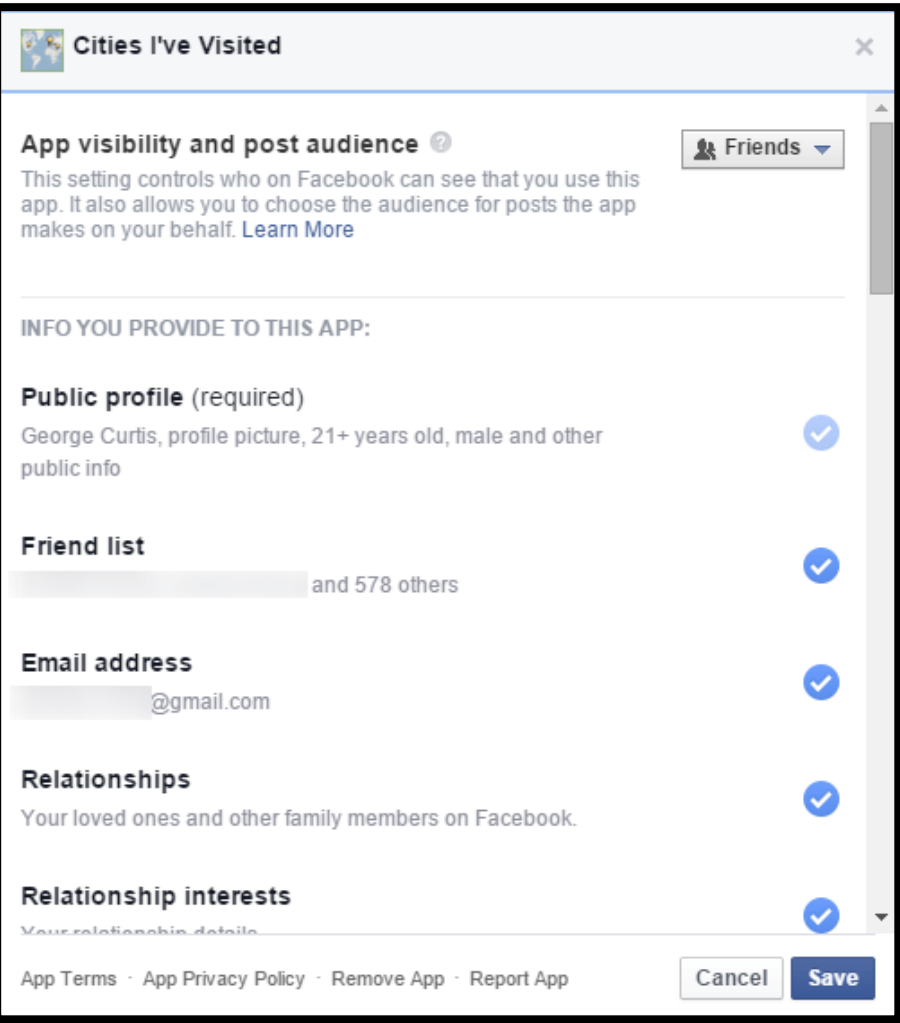 Cities I've Visited
App visibility and post audience
Friends
This setting controls who on Facebook can see that you use this
app. It also allows you to choose the audience for posts the app
makes on your behalf. Learn More
INFO YOU PROVIDE TO THIS APP:
Public profile (required)
George Curtis, profile picture, 21+ years old, male and other
public info
Friend list
and 578 others
Email address
@gmail.com
Relationships
Your loved ones and other family members on Facebook.
Relationship interests
Your relationship details
App Terms · App Privacy Policy · Remove App · Report App
Cancel
Save